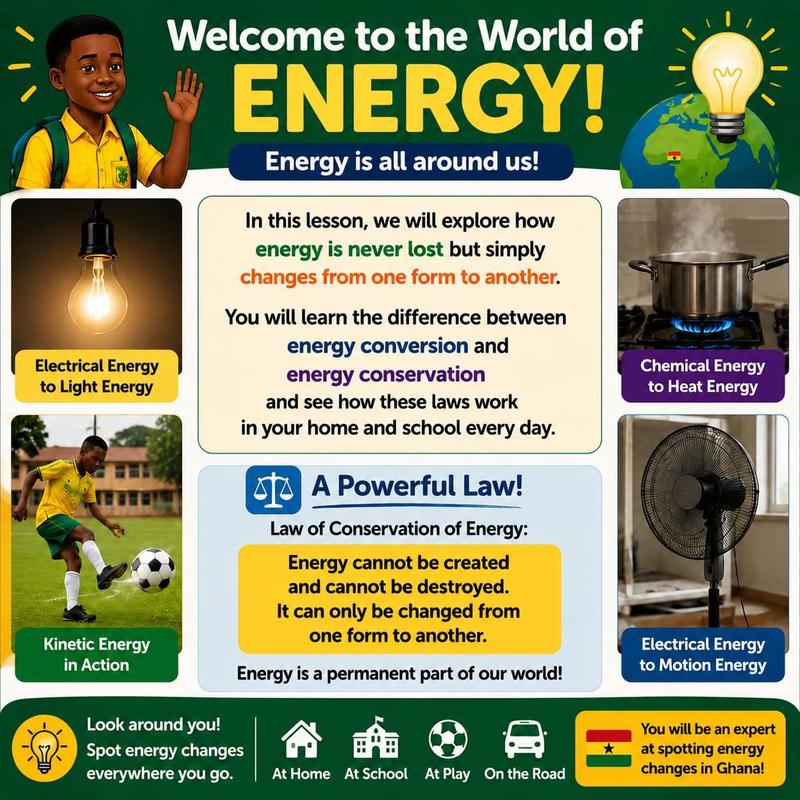 Welcome to the World of
ENERGY!
Energy is all around us!
In this lesson, we will explore how
energy is never lost but simply
changes from one form to another.
You will learn the difference between
energy conversion and
energy conservation
and see how these laws work
in your home and school every day.
Electrical Energy
to Light Energy
Chemical Energy
to Heat Energy
Kinetic Energy
in Action
Electrical Energy
to Motion Energy
A Powerful Law!
Law of Conservation of Energy:
Energy cannot be created
and cannot be destroyed.
It can only be changed from
one form to another.
Energy is a permanent part of our world!
Look around you!
Spot energy changes
everywhere you go.
At Home
At School
At Play
On the Road
You will be an expert
at spotting energy
changes in Ghana!